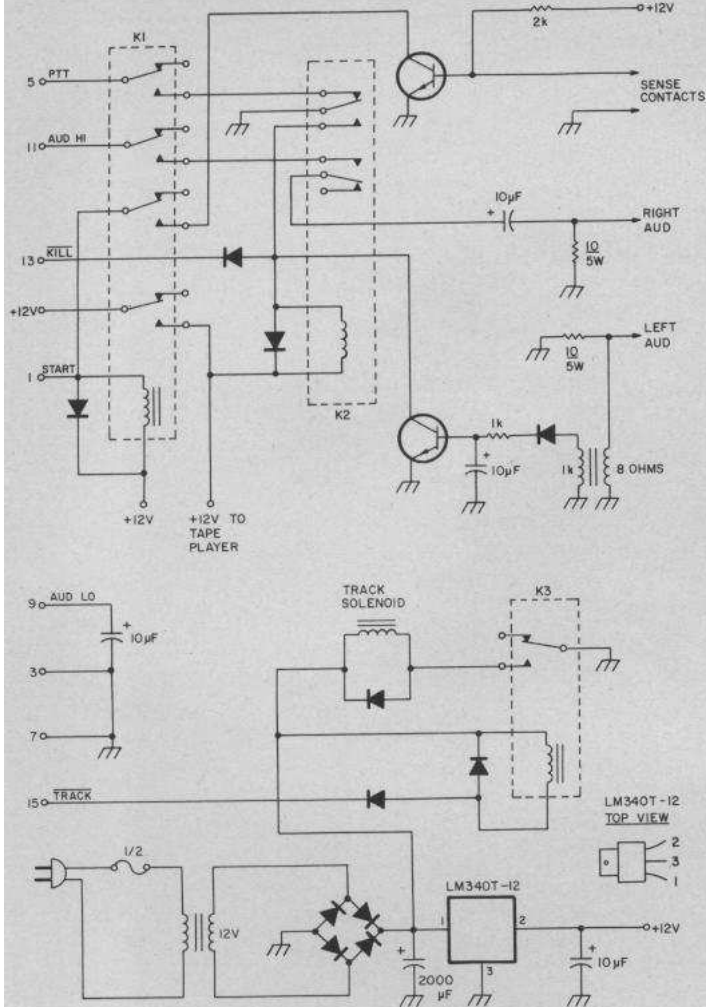 +12V
2k
K1
5 PTT
SENSE
CONTACTS
11 AUD HI
10µF
+
RIGHT
AUD
10
5W
13 KILL
+12V
LEFT
AUD
10
5W
1 START
K2
1k
+
10µF
1k
8 OHMS
+12V
+12V TO
TAPE
PLAYER
9 AUD LO
+
10µF
3
7
TRACK
SOLENOID
K3
15 TRACK
LM340T-12
TOP VIEW
2
3
1
1/2
12V
LM340T-12
1
2
3
+12V
+
2000
µF
+
10µF